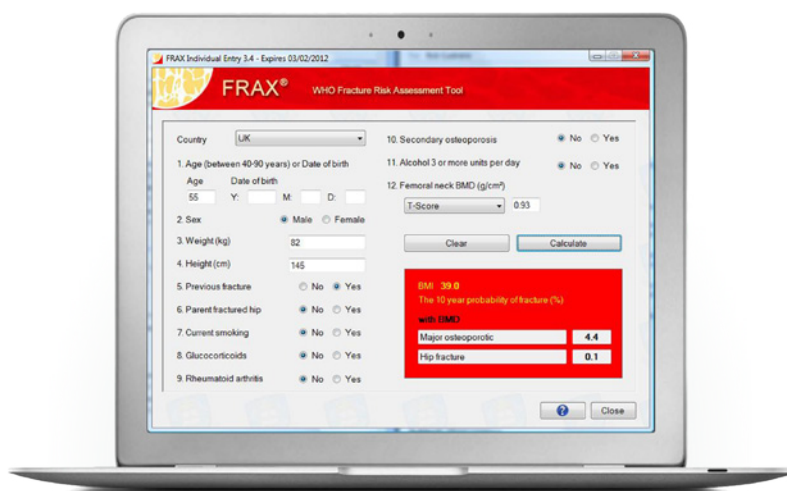 FRAX Individual Entry 3.4 - Expires 03/02/2012
FRAX® WHO Fracture Risk Assessment Tool
Country UK
1. Age (between 40-90 years) or Date of birth
Age Date of birth
55 Y: M: D:
2. Sex Male Female
3. Weight (kg) 82
4. Height (cm) 145
5. Previous fracture No Yes
6. Parent fractured hip No Yes
7. Current smoking No Yes
8. Glucocorticoids No Yes
9. Rheumatoid arthritis No Yes
10. Secondary osteoporosis No Yes
11. Alcohol 3 or more units per day No Yes
12. Femoral neck BMD (g/cm²)
T-Score 0.93
Clear Calculate
BMI 39.0
The 10 year probability of fracture (%)
with BMD
Major osteoporotic 4.4
Hip fracture 0.1
? Close